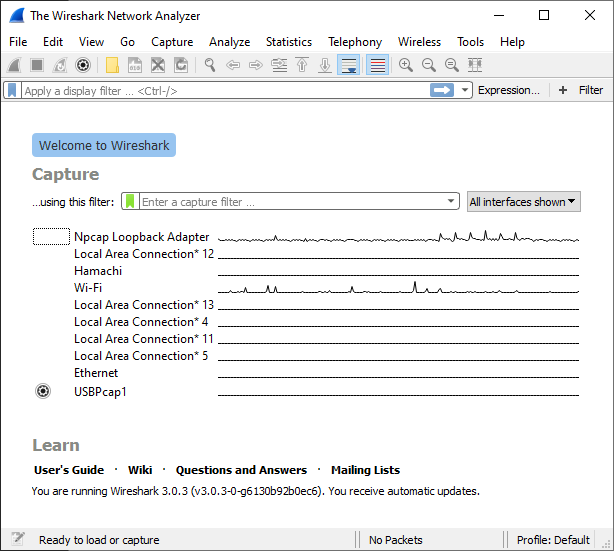 The Wireshark Network Analyzer
File Edit View Go Capture Analyze Statistics Telephony Wireless Tools Help
Apply a display filter ... <Ctrl-/> Expression... + Filter
Welcome to Wireshark
Capture
...using this filter: Enter a capture filter ... All interfaces shown
Npcap Loopback Adapter
Local Area Connection* 12
Hamachi
Wi-Fi
Local Area Connection* 13
Local Area Connection* 4
Local Area Connection* 11
Local Area Connection* 5
Ethernet
USBPcap1
Learn
User's Guide · Wiki · Questions and Answers · Mailing Lists
You are running Wireshark 3.0.3 (v3.0.3-0-g6130b92b0ec6). You receive automatic updates.
Ready to load or capture No Packets Profile: Default